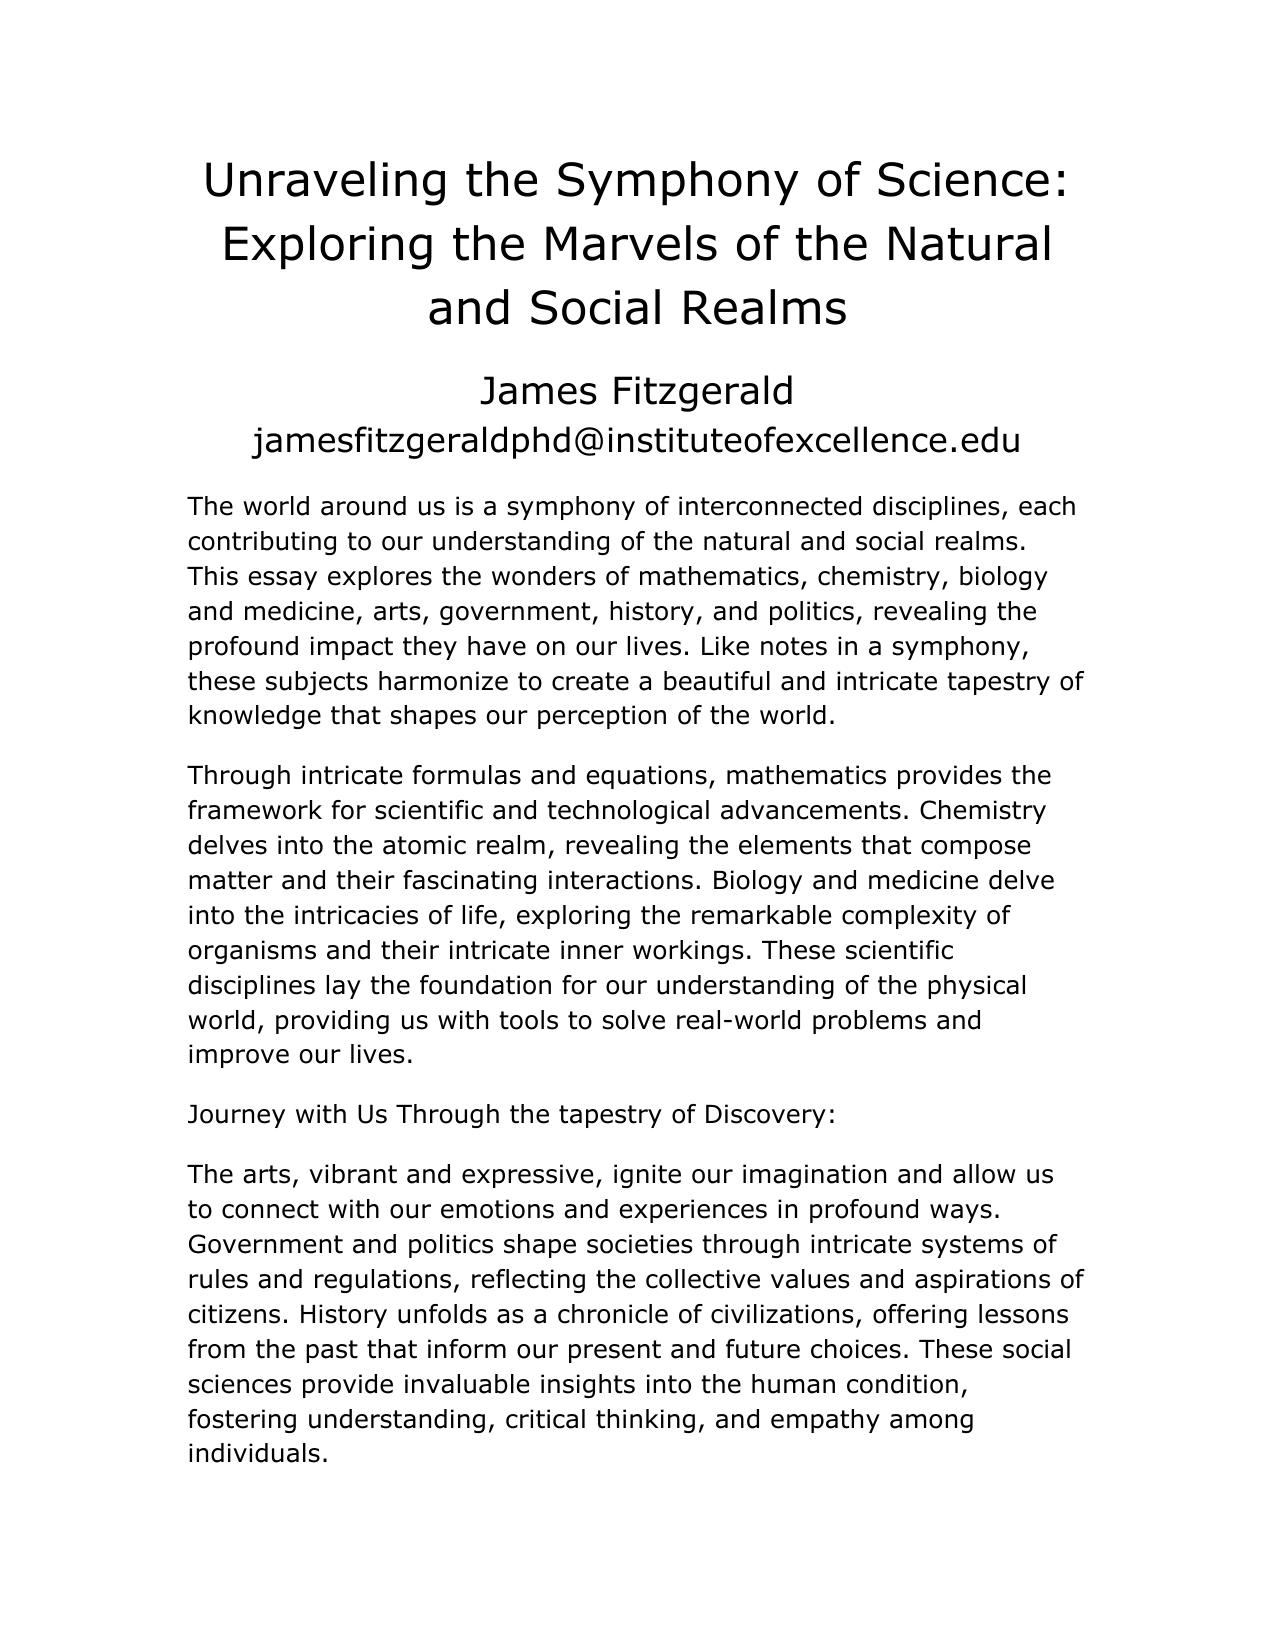 Unraveling the Symphony of Science:
Exploring the Marvels of the Natural
and Social Realms
James Fitzgerald
jamesfitzgeraldphd@instituteofexcellence.edu
The world around us is a symphony of interconnected disciplines, each
contributing to our understanding of the natural and social realms.
This essay explores the wonders of mathematics, chemistry, biology
and medicine, arts, government, history, and politics, revealing the
profound impact they have on our lives. Like notes in a symphony,
these subjects harmonize to create a beautiful and intricate tapestry of
knowledge that shapes our perception of the world.
Through intricate formulas and equations, mathematics provides the
framework for scientific and technological advancements. Chemistry
delves into the atomic realm, revealing the elements that compose
matter and their fascinating interactions. Biology and medicine delve
into the intricacies of life, exploring the remarkable complexity of
organisms and their intricate inner workings. These scientific
disciplines lay the foundation for our understanding of the physical
world, providing us with tools to solve real-world problems and
improve our lives.
Journey with Us Through the tapestry of Discovery:
The arts, vibrant and expressive, ignite our imagination and allow us
to connect with our emotions and experiences in profound ways.
Government and politics shape societies through intricate systems of
rules and regulations, reflecting the collective values and aspirations of
citizens. History unfolds as a chronicle of civilizations, offering lessons
from the past that inform our present and future choices. These social
sciences provide invaluable insights into the human condition,
fostering understanding, critical thinking, and empathy among
individuals.